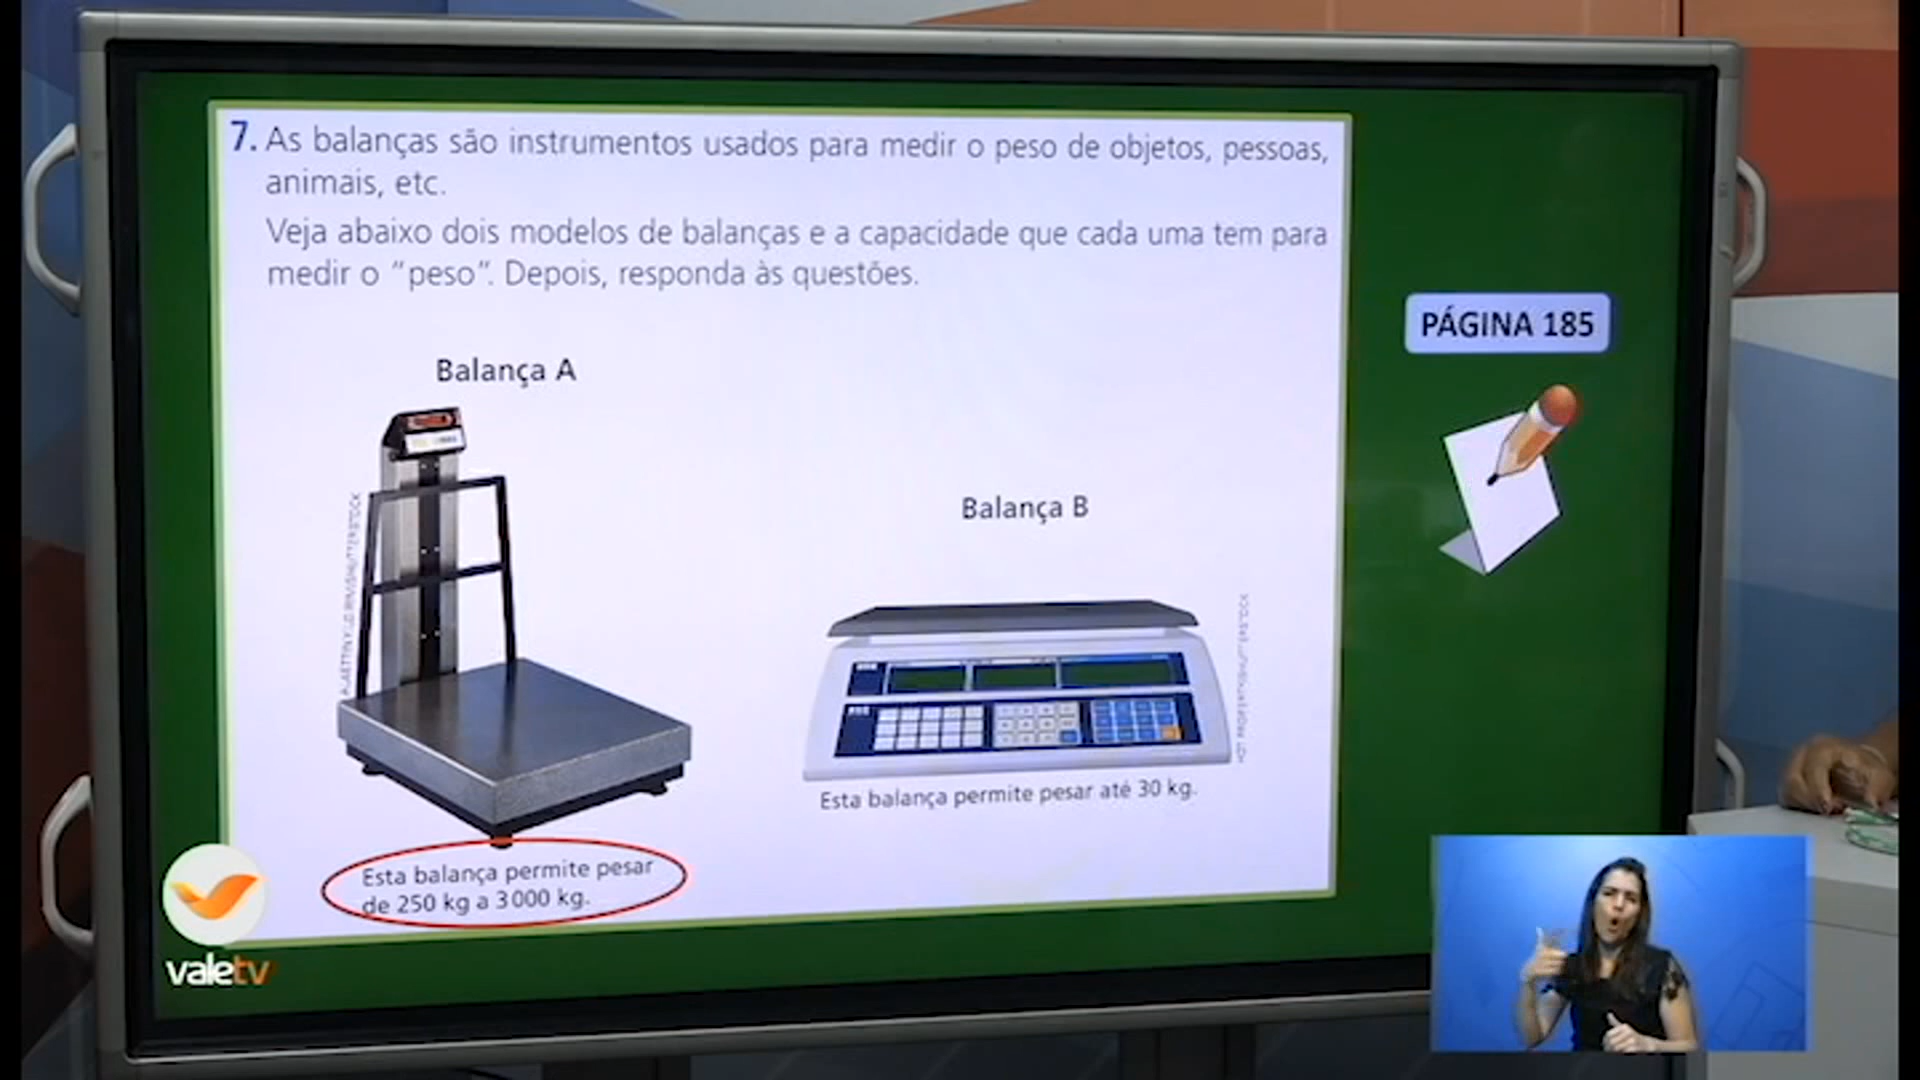 7. As balanças são instrumentos usados para medir o peso de objetos, pessoas,
animais, etc.
Veja abaixo dois modelos de balanças e a capacidade que cada uma tem para
medir o “peso”. Depois, responda às questões.
PÁGINA 185
Balança A
Balança B
Esta balança permite pesar até 30 kg.
Esta balança permite pesar
de 250 kg a 3 000 kg.
valetv